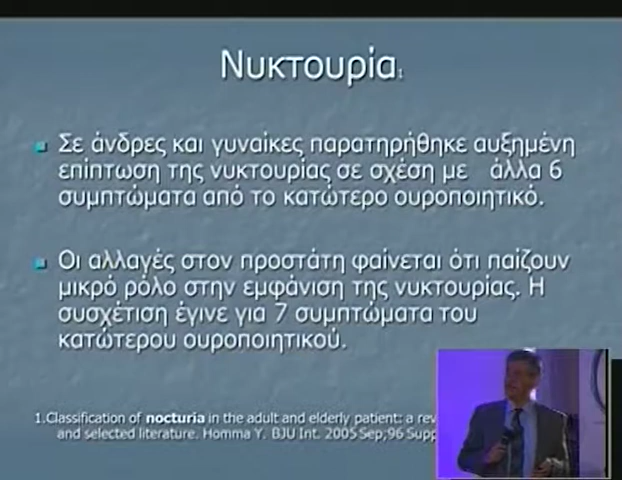 Νυκτουρία1
Σε άνδρες και γυναίκες παρατηρήθηκε αυξημένη
επίπτωση της νυκτουρίας σε σχέση με άλλα 6
συμπτώματα από το κατώτερο ουροποιητικό.
Οι αλλαγές στον προστάτη φαίνεται ότι παίζουν
μικρό ρόλο στην εμφάνιση της νυκτουρίας. Η
συσχέτιση έγινε για 7 συμπτώματα του
κατώτερου ουροποιητικού.
1.Classification of nocturia in the adult and elderly patient: a rev
and selected literature. Homma Y. BJU Int. 2005 Sep;96 Supp